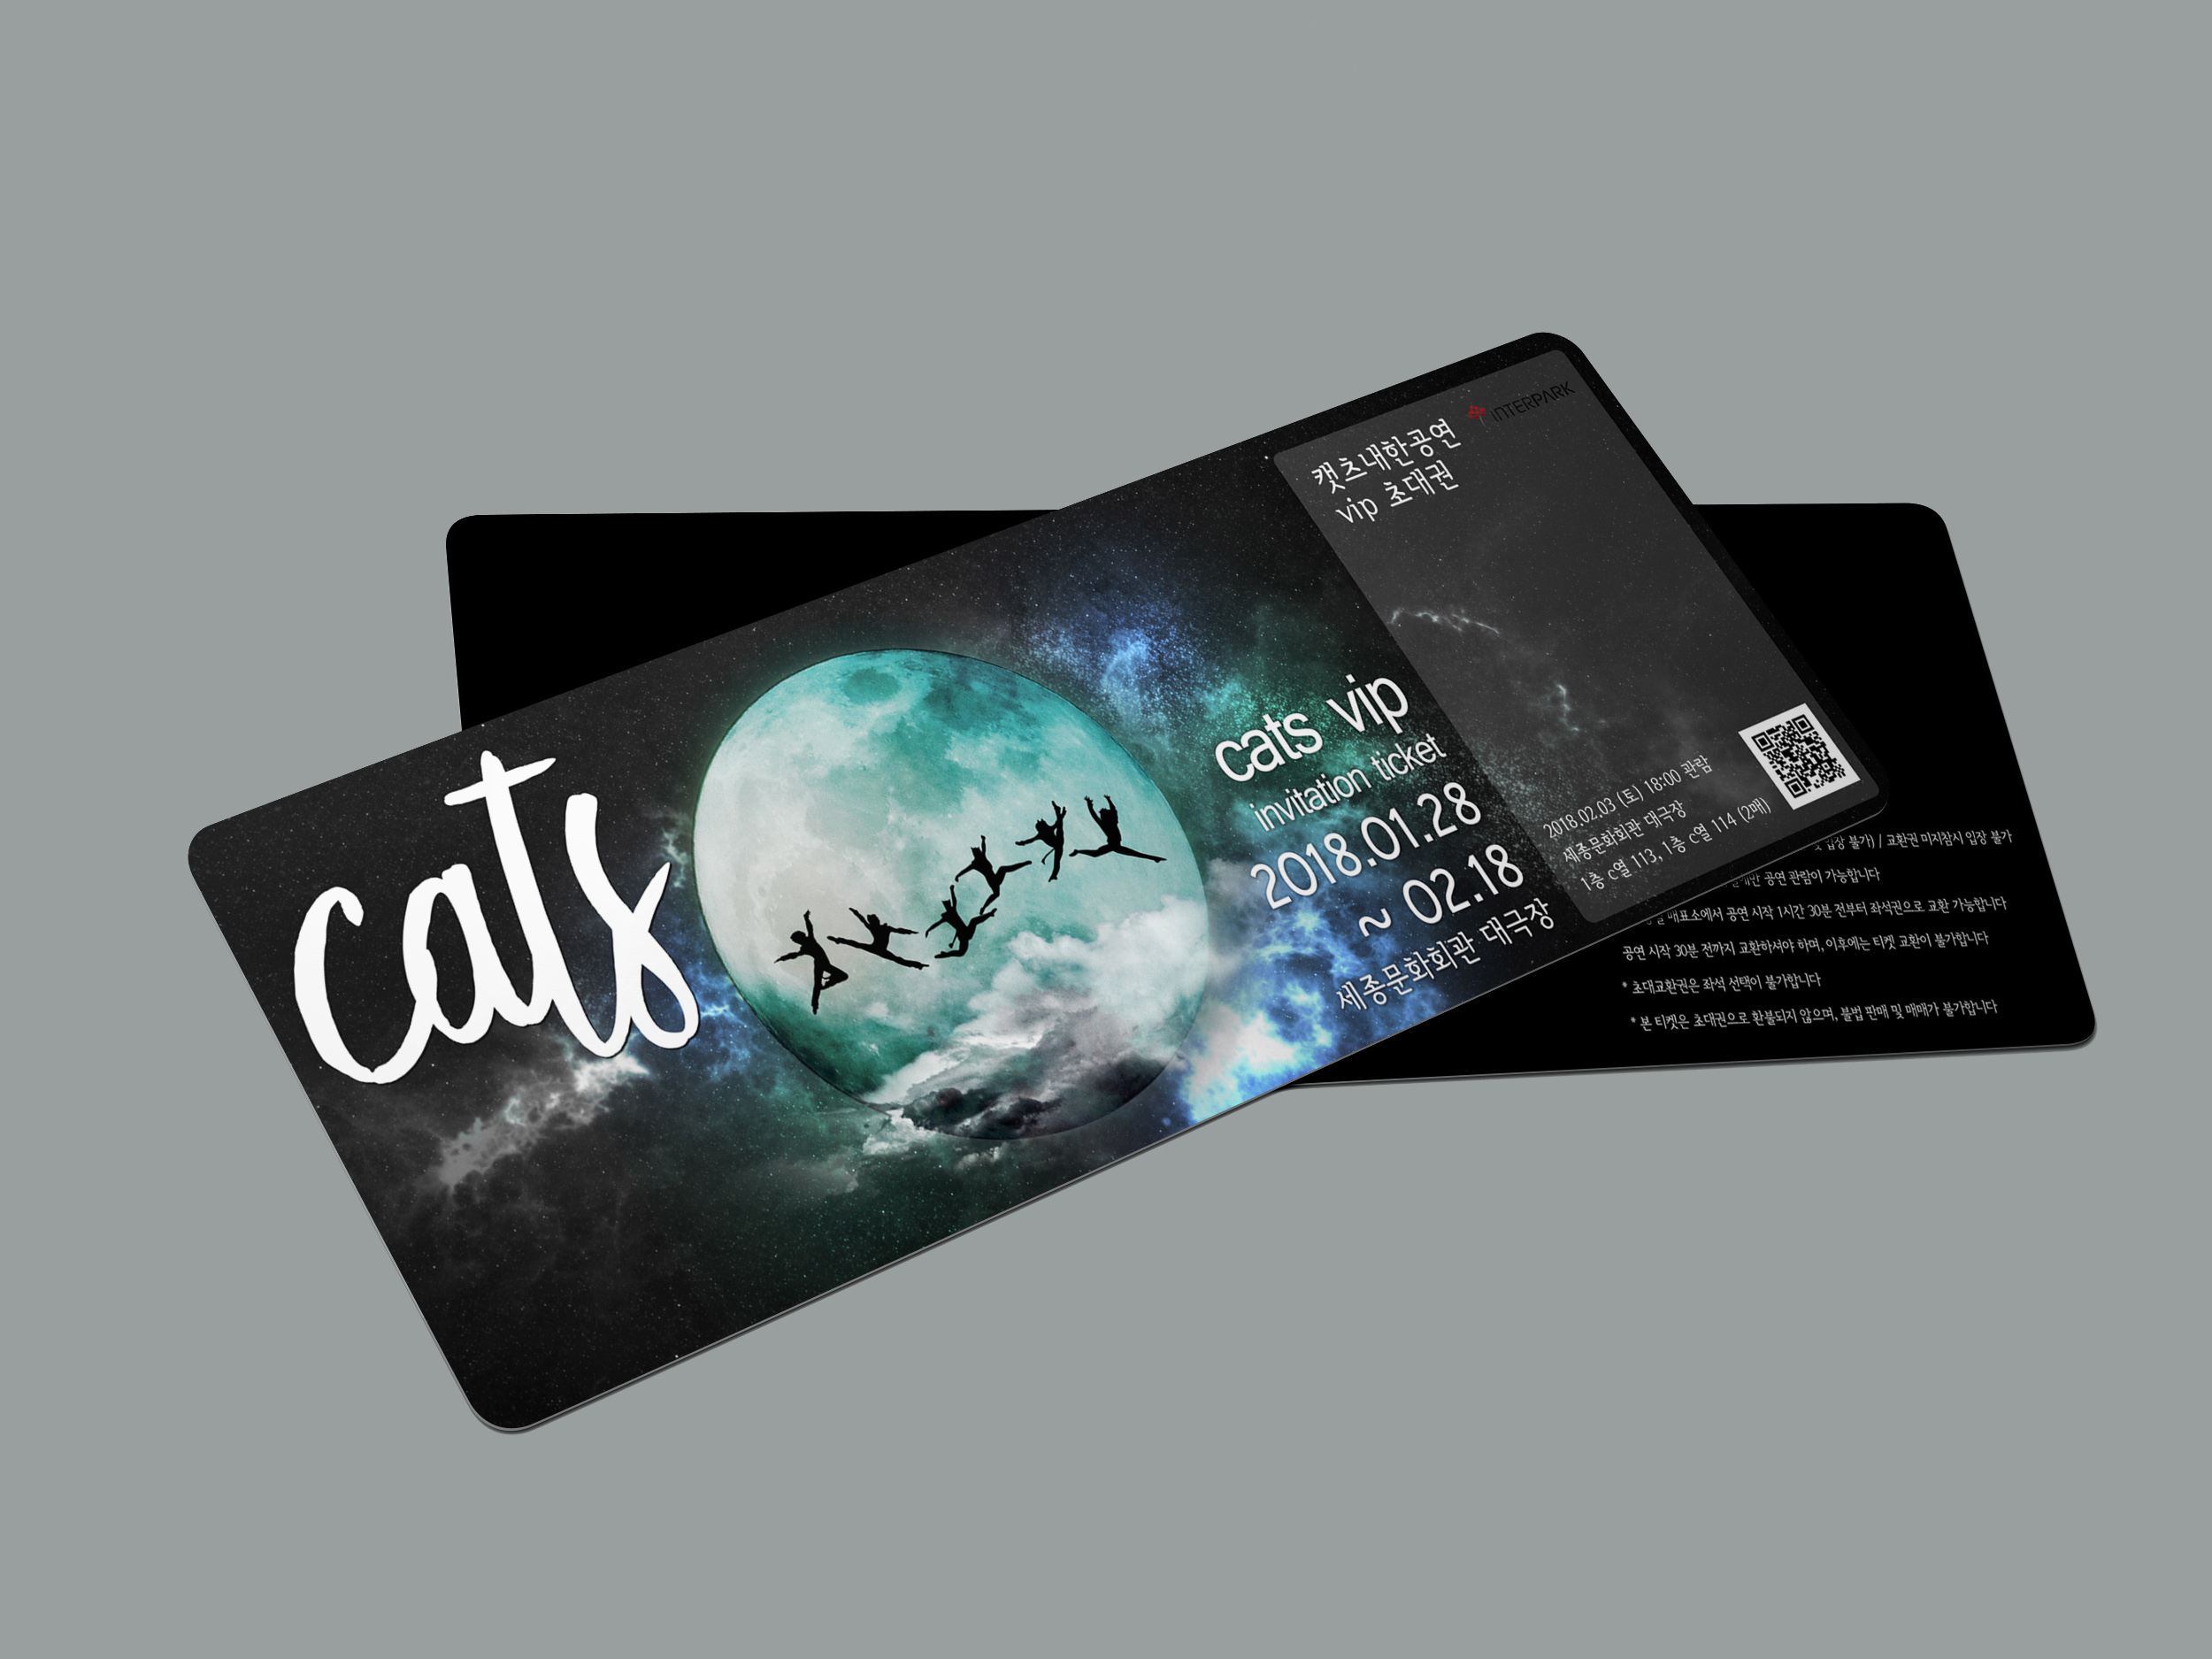 cats
cats vip
invitation ticket
2018.01.28
~ 02.18
세종문화회관 대극장
INTERPARK
캣츠내한공연
vip 초대권
2018.02.03 (토) 18:00 관람
세종문화회관 대극장
1층 c열 113, 1층 c열 114 (2매)
입장 불가) / 교환권 미지참시 입장 불가
공연 관람이 가능합니다
매표소에서 공연 시작 1시간 30분 전부터 좌석권으로 교환 가능합니다
공연 시작 30분 전까지 교환하셔야 하며, 이후에는 티켓 교환이 불가합니다
* 초대교환권은 좌석 선택이 불가합니다
* 본 티켓은 초대권으로 환불되지 않으며, 불법 판매 및 매매가 불가합니다